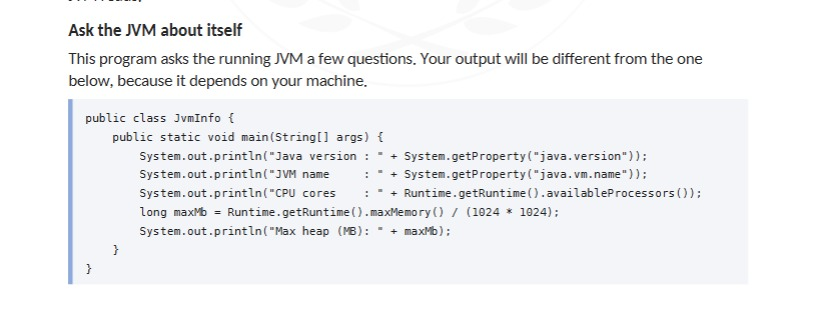 Ask the JVM about itself
This program asks the running JVM a few questions. Your output will be different from the one
below, because it depends on your machine.
public class JvmInfo {
    public static void main(String[] args) {
        System.out.println("Java version : " + System.getProperty("java.version"));
        System.out.println("JVM name     : " + System.getProperty("java.vm.name"));
        System.out.println("CPU cores    : " + Runtime.getRuntime().availableProcessors());
        long maxMb = Runtime.getRuntime().maxMemory() / (1024 * 1024);
        System.out.println("Max heap (MB): " + maxMb);
    }
}